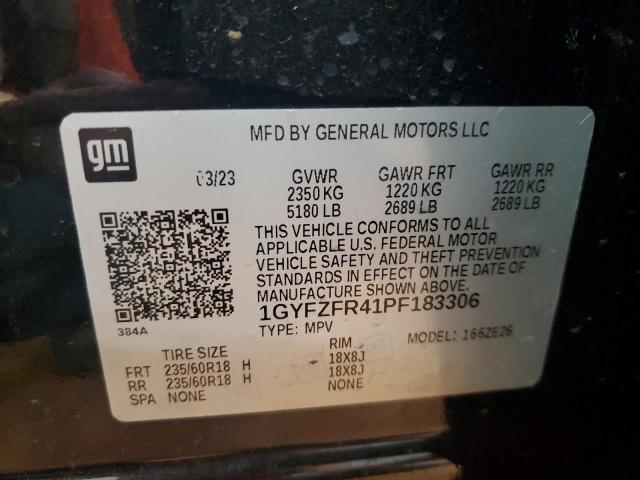 gm
MFD BY GENERAL MOTORS LLC
03/23 GVWR GAWR FRT GAWR RR
2350 KG 1220 KG 1220 KG
5180 LB 2689 LB 2689 LB
THIS VEHICLE CONFORMS TO ALL
APPLICABLE U.S. FEDERAL MOTOR
VEHICLE SAFETY AND THEFT PREVENTION
STANDARDS IN EFFECT ON THE DATE OF
MANUFACTURE SHOWN ABOVE.
1GYFZFR41PF183306
384A
TYPE: MPV MODEL: 166ZE26
TIRE SIZE RIM
FRT 235/60R18 H 18X8J
RR 235/60R18 H 18X8J
SPA NONE NONE